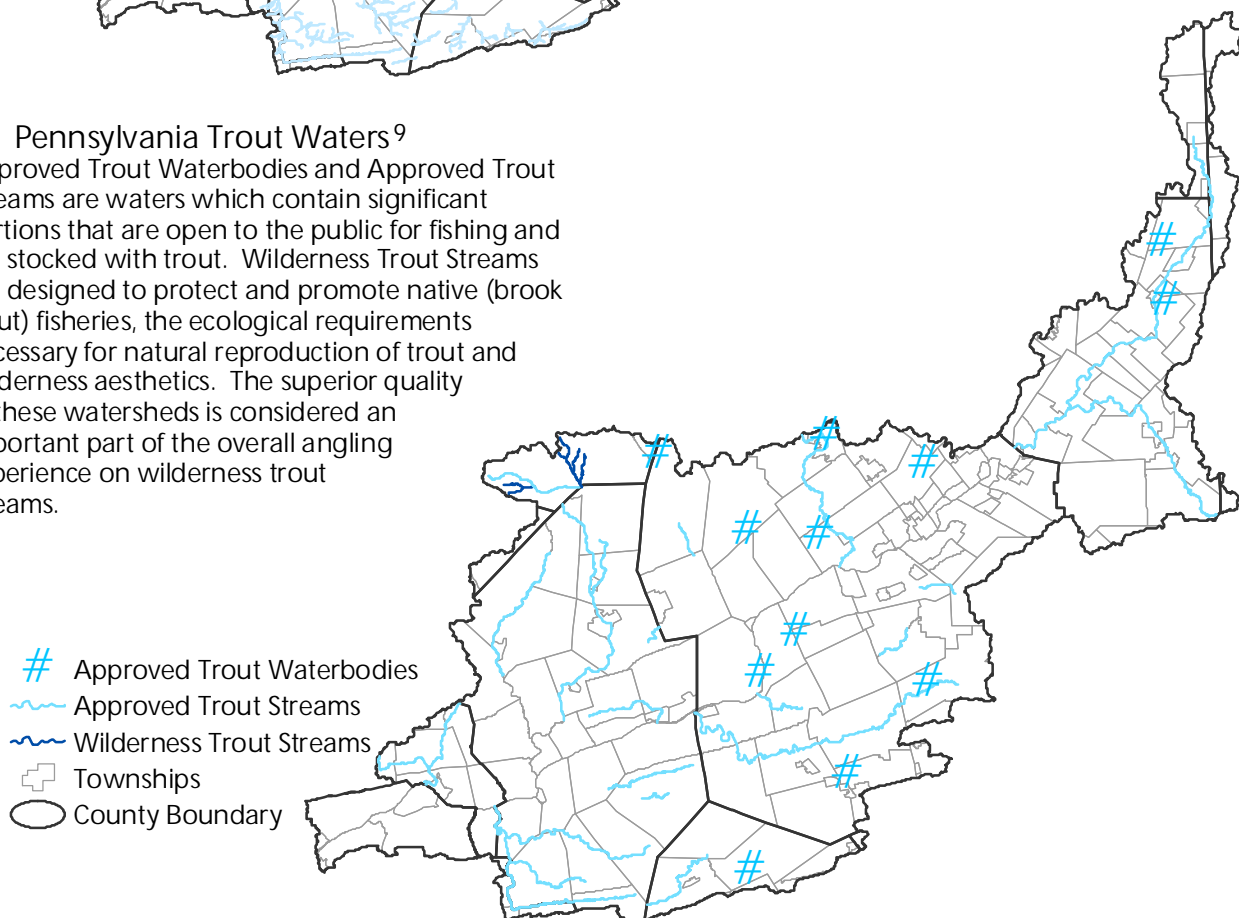 Pennsylvania Trout Waters9
proved Trout Waterbodies and Approved Trout
eams are waters which contain significant
rtions that are open to the public for fishing and
stocked with trout. Wilderness Trout Streams
designed to protect and promote native (brook
ut) fisheries, the ecological requirements
cessary for natural reproduction of trout and
derness aesthetics. The superior quality
these watersheds is considered an
portant part of the overall angling
perience on wilderness trout
eams.
Approved Trout Waterbodies
Approved Trout Streams
Wilderness Trout Streams
Townships
County Boundary